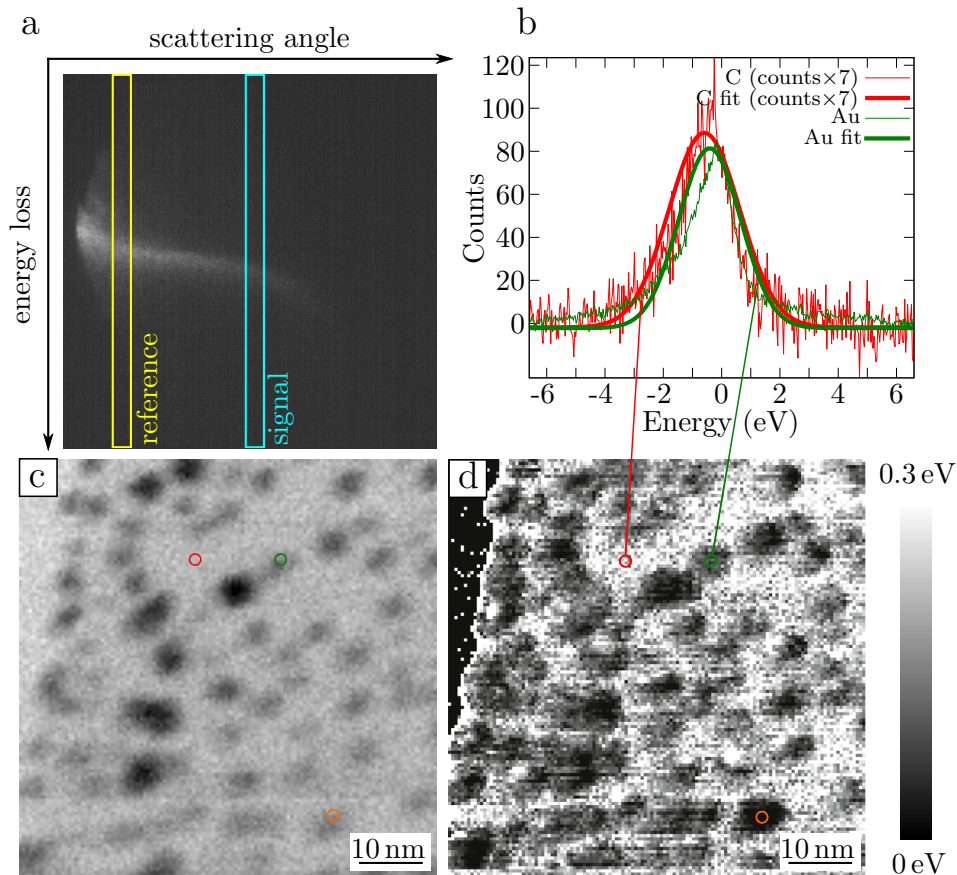 a
scattering angle
energy loss
reference
signal
b
C (counts×7)
C fit (counts×7)
Au
Au fit
Counts
120
100
80
60
40
20
0
-6 -4 -2 0 2 4 6
Energy (eV)
c
10 nm
d
10 nm
0.3 eV
0 eV